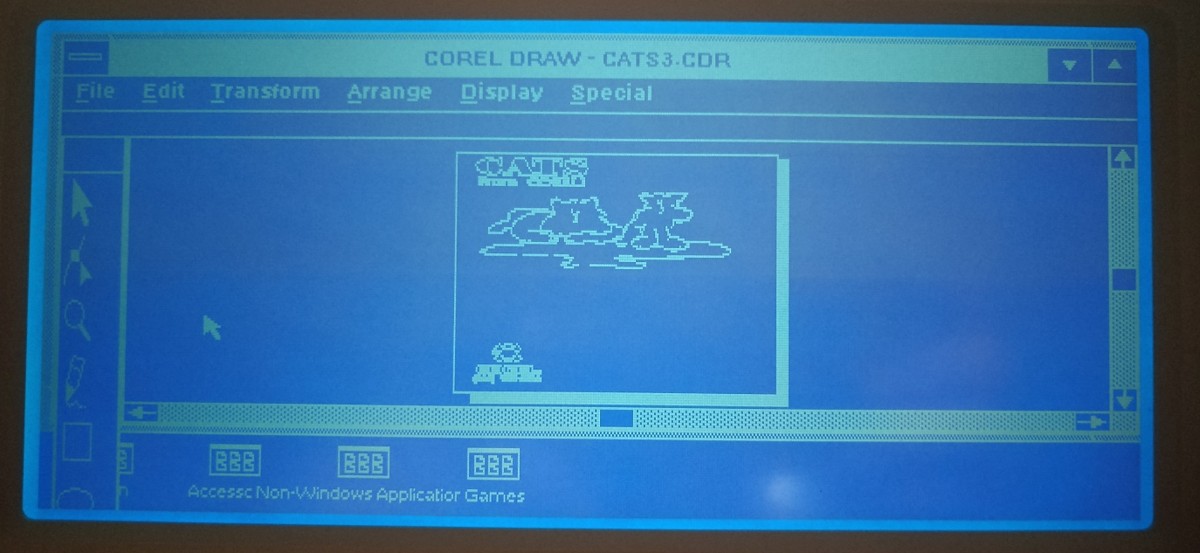 COREL DRAW - CATS3.CDR
File Edit Transform Arrange Display Special
CATS
n Accessc Non-Windows Applicatior Games